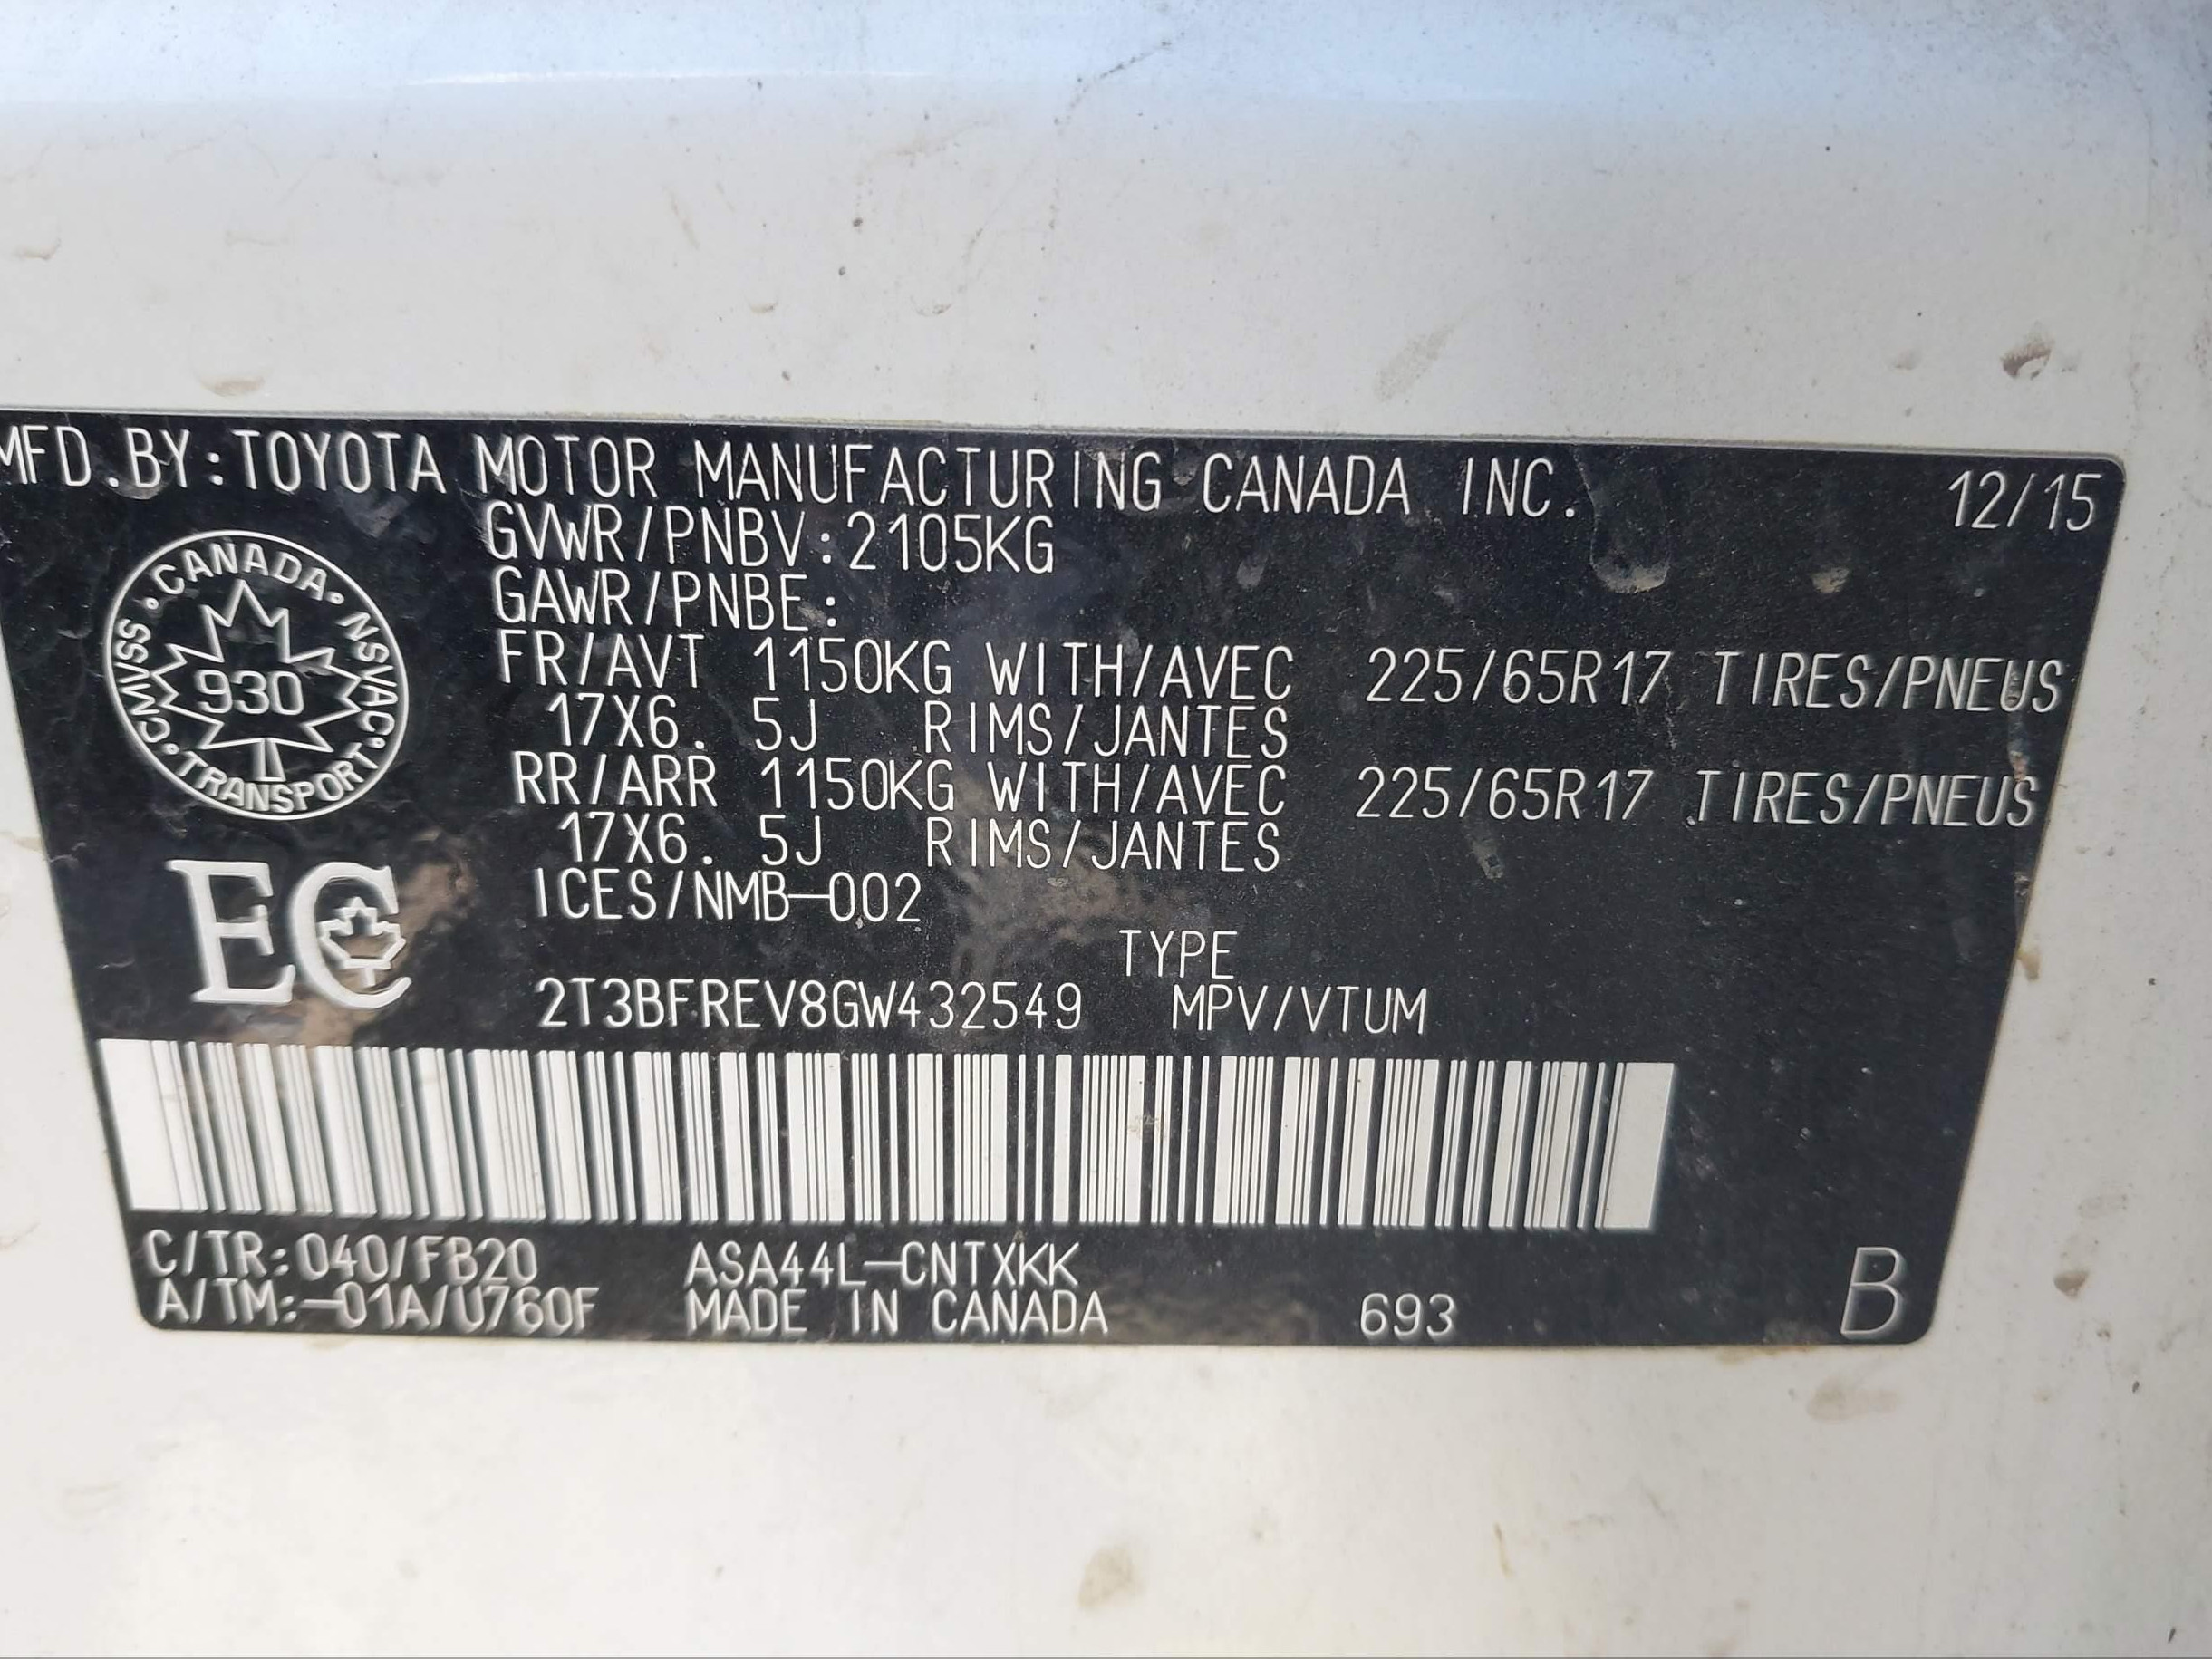 MFD.BY:TOYOTA MOTOR MANUFACTURING CANADA INC. 12/15
GVWR/PNBV:2105KG
GAWR/PNBE:
FR/AVT 1150KG WITH/AVEC 225/65R17 TIRES/PNEUS
17X6. 5J RIMS/JANTES
RR/ARR 1150KG WITH/AVEC 225/65R17 TIRES/PNEUS
17X6. 5J RIMS/JANTES
ICES/NMB-002
CANADA • NSVAC • TRANSPORT • CMVSS •
930
EC
TYPE
2T3BFREV8GW432549 MPV/VTUM
C/TR:040/FB20 ASA44L-CNTXKK
A/TM:-01A/U760F MADE IN CANADA 693 B